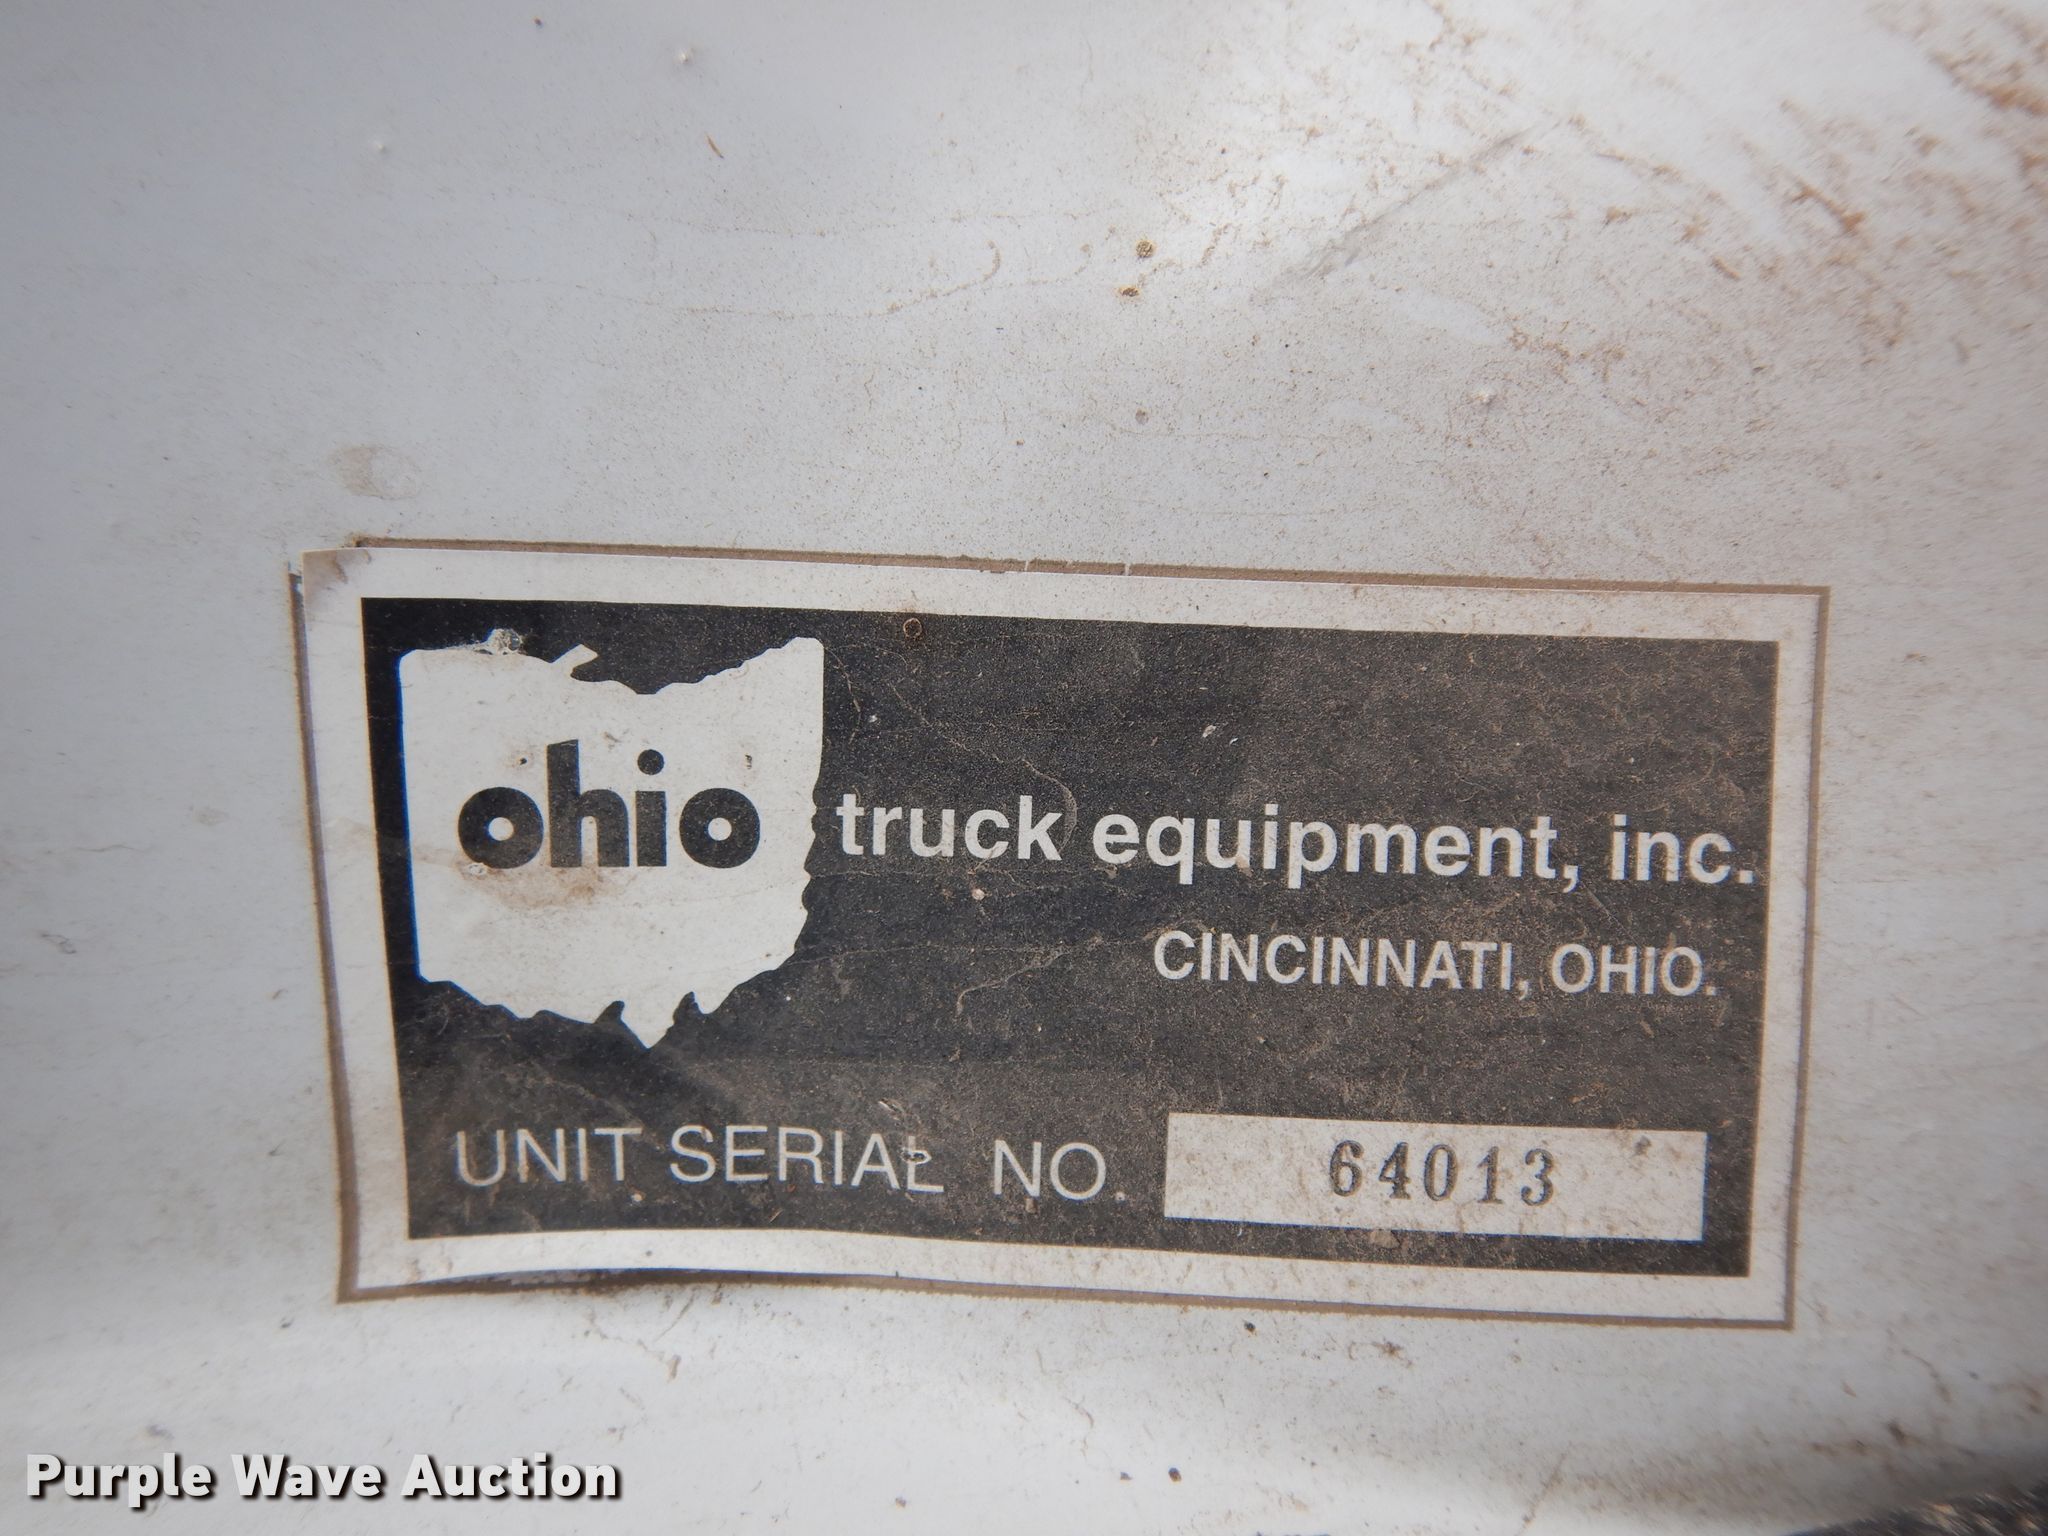 ohio truck equipment, inc.
CINCINNATI, OHIO.
UNIT SERIAL NO. 64013
Purple Wave Auction